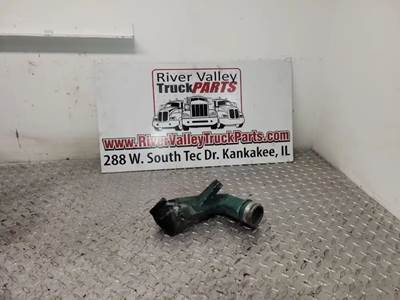 River Valley
TruckPARTS
www.RiverValleyTruckParts.com
288 W. South Tec Dr. Kankakee, IL